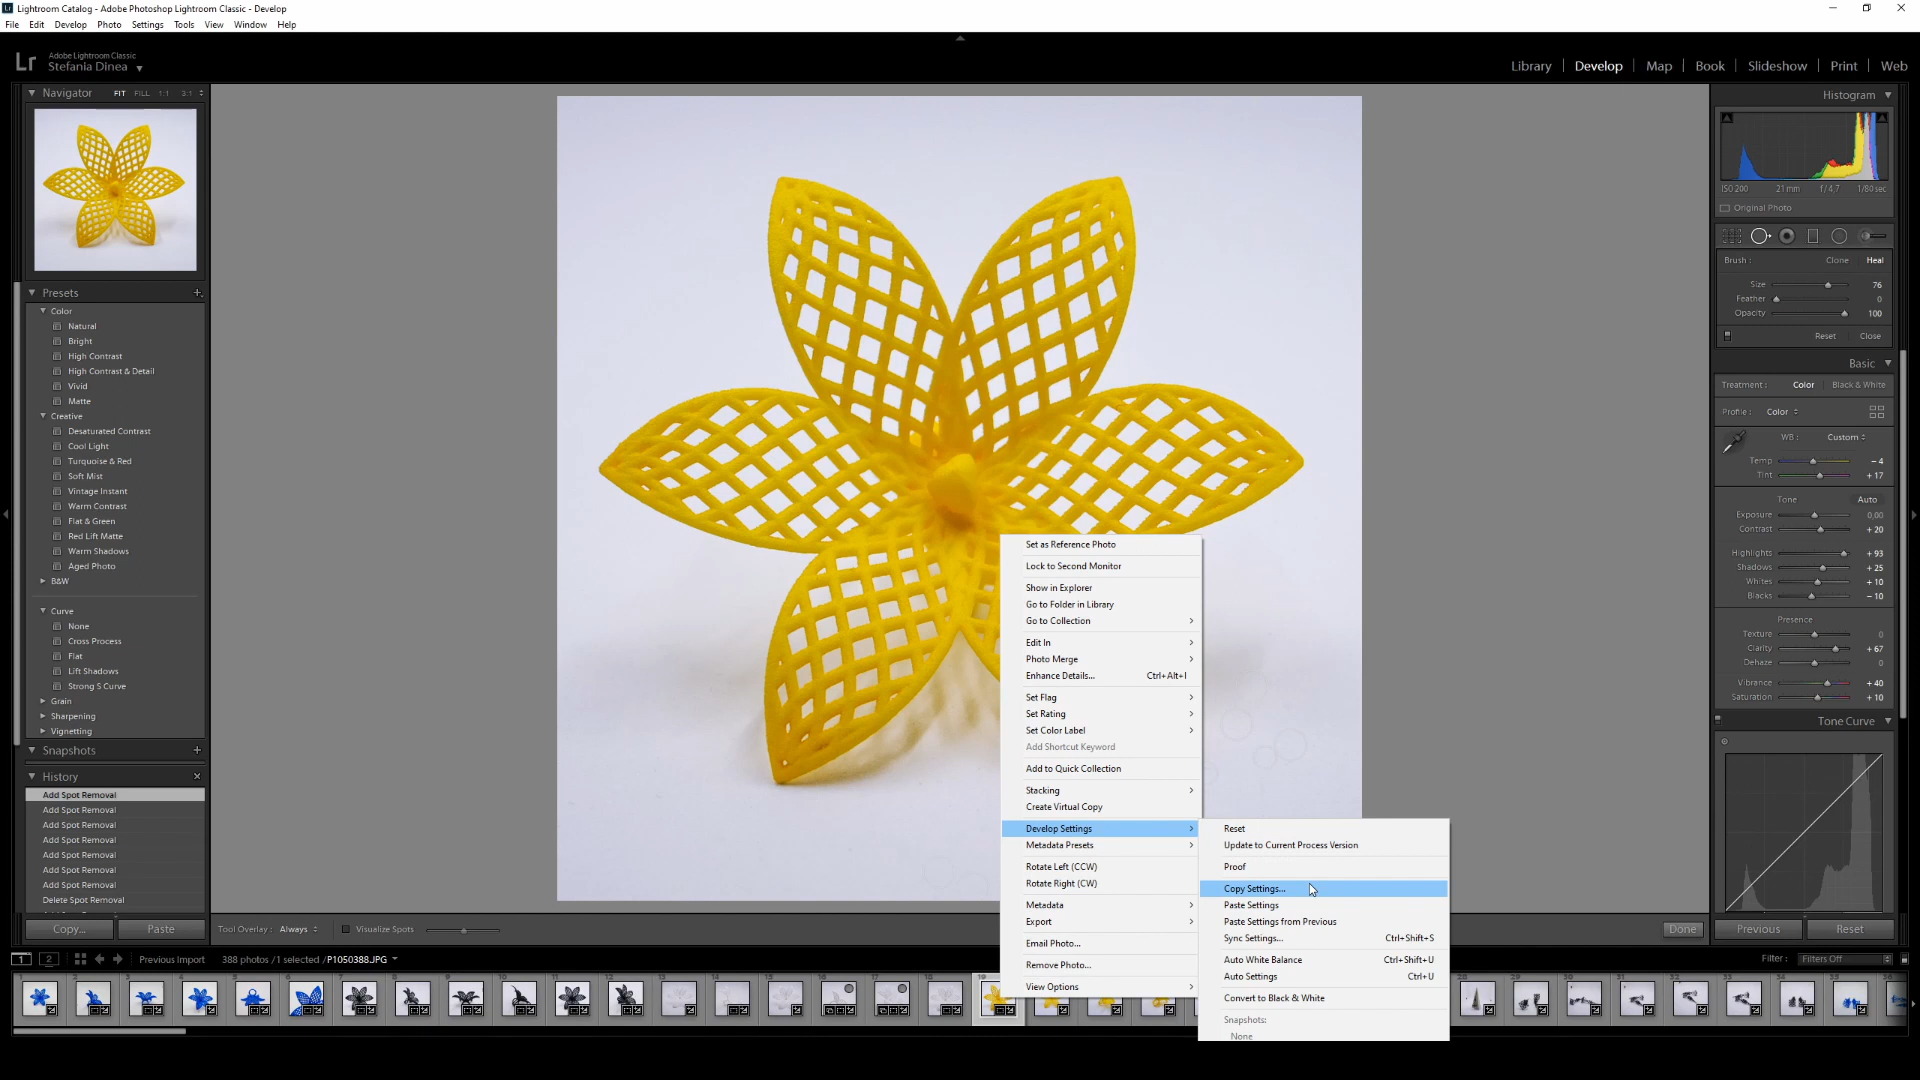 Lightroom Catalog - Adobe Photoshop Lightroom Classic - Develop
File Edit Develop Photo Settings Tools View Window Help
Lr
Adobe Lightroom Classic
Stefania Dinea
Library Develop Map Book Slideshow Print Web
Navigator FIT FILL 1:1 3:1
Presets
Color
Natural
Bright
High Contrast
High Contrast & Detail
Vivid
Matte
Creative
Desaturated Contrast
Cool Light
Turquoise & Red
Soft Mist
Vintage Instant
Warm Contrast
Flat & Green
Red Lift Matte
Warm Shadows
Aged Photo
B&W
Curve
None
Cross Process
Flat
Lift Shadows
Strong S Curve
Grain
Sharpening
Vignetting
Snapshots
History
Add Spot Removal
Add Spot Removal
Add Spot Removal
Add Spot Removal
Add Spot Removal
Add Spot Removal
Add Spot Removal
Delete Spot Removal
Copy... Paste
Tool Overlay : Always Visualize Spots
Done
Set as Reference Photo
Lock to Second Monitor
Show in Explorer
Go to Folder in Library
Go to Collection
Edit In
Photo Merge
Enhance Details... Ctrl+Alt+I
Set Flag
Set Rating
Set Color Label
Add Shortcut Keyword
Add to Quick Collection
Stacking
Create Virtual Copy
Develop Settings
Metadata Presets
Rotate Left (CCW)
Rotate Right (CW)
Metadata
Export
Email Photo...
Remove Photo...
View Options
Reset
Update to Current Process Version
Proof
Copy Settings...
Paste Settings
Paste Settings from Previous
Sync Settings... Ctrl+Shift+S
Auto White Balance Ctrl+Shift+U
Auto Settings Ctrl+U
Convert to Black & White
Snapshots:
None
Histogram
ISO 200 21 mm f / 4,7 1/80 sec
Original Photo
Brush : Clone Heal
Size 76
Feather 0
Opacity 100
Reset Close
Basic
Treatment : Color Black & White
Profile : Color
WB : Custom
Temp - 4
Tint + 17
Tone Auto
Exposure 0,00
Contrast + 20
Highlights + 93
Shadows + 25
Whites + 10
Blacks - 10
Presence
Texture 0
Clarity + 67
Dehaze 0
Vibrance + 40
Saturation + 10
Tone Curve
Previous Reset
1 2 Previous Import 388 photos / 1 selected / P1050388.JPG
Filter : Filters Off